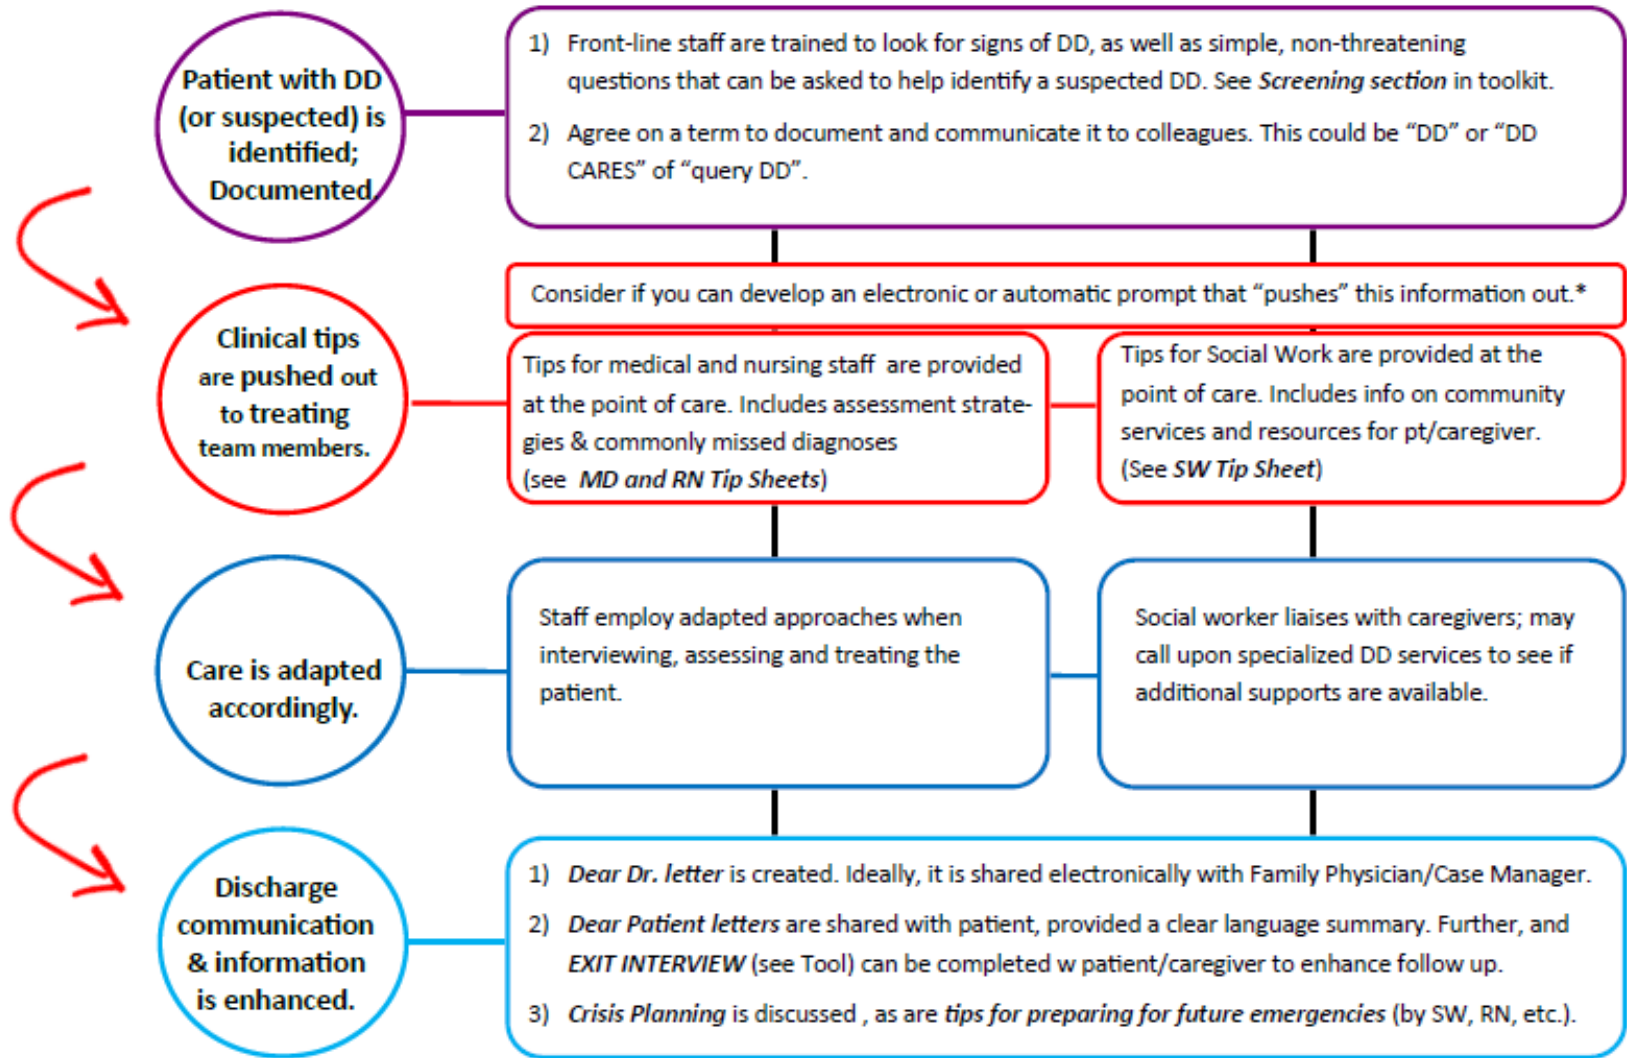 Patient with DD
(or suspected) is
identified;
Documented.
1) Front-line staff are trained to look for signs of DD, as well as simple, non-threatening
questions that can be asked to help identify a suspected DD. See Screening section in toolkit.
2) Agree on a term to document and communicate it to colleagues. This could be “DD” or “DD
CARES” of “query DD”.
Consider if you can develop an electronic or automatic prompt that “pushes” this information out.*
Clinical tips
are pushed out
to treating
team members.
Tips for medical and nursing staff are provided
at the point of care. Includes assessment strate-
gies & commonly missed diagnoses
(see MD and RN Tip Sheets)
Tips for Social Work are provided at the
point of care. Includes info on community
services and resources for pt/caregiver.
(See SW Tip Sheet)
Care is adapted
accordingly.
Staff employ adapted approaches when
interviewing, assessing and treating the
patient.
Social worker liaises with caregivers; may
call upon specialized DD services to see if
additional supports are available.
Discharge
communication
& information
is enhanced.
1) Dear Dr. letter is created. Ideally, it is shared electronically with Family Physician/Case Manager.
2) Dear Patient letters are shared with patient, provided a clear language summary. Further, and
EXIT INTERVIEW (see Tool) can be completed w patient/caregiver to enhance follow up.
3) Crisis Planning is discussed , as are tips for preparing for future emergencies (by SW, RN, etc.).